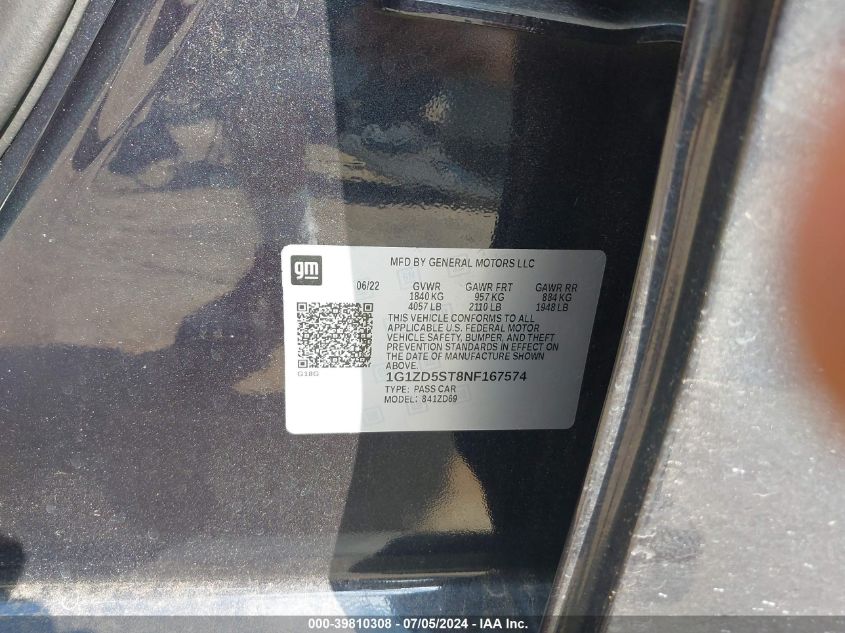 gm
MFD BY GENERAL MOTORS LLC
06/22 GVWR GAWR FRT GAWR RR
1840 KG 957 KG 884 KG
4057 LB 2110 LB 1948 LB
THIS VEHICLE CONFORMS TO ALL
APPLICABLE U.S. FEDERAL MOTOR
VEHICLE SAFETY, BUMPER, AND THEFT
PREVENTION STANDARDS IN EFFECT ON
THE DATE OF MANUFACTURE SHOWN
ABOVE.
G18G
1G1ZD5ST8NF167574
TYPE: PASS CAR
MODEL: 841ZD69
000-39810308 - 07/05/2024 - IAA Inc.